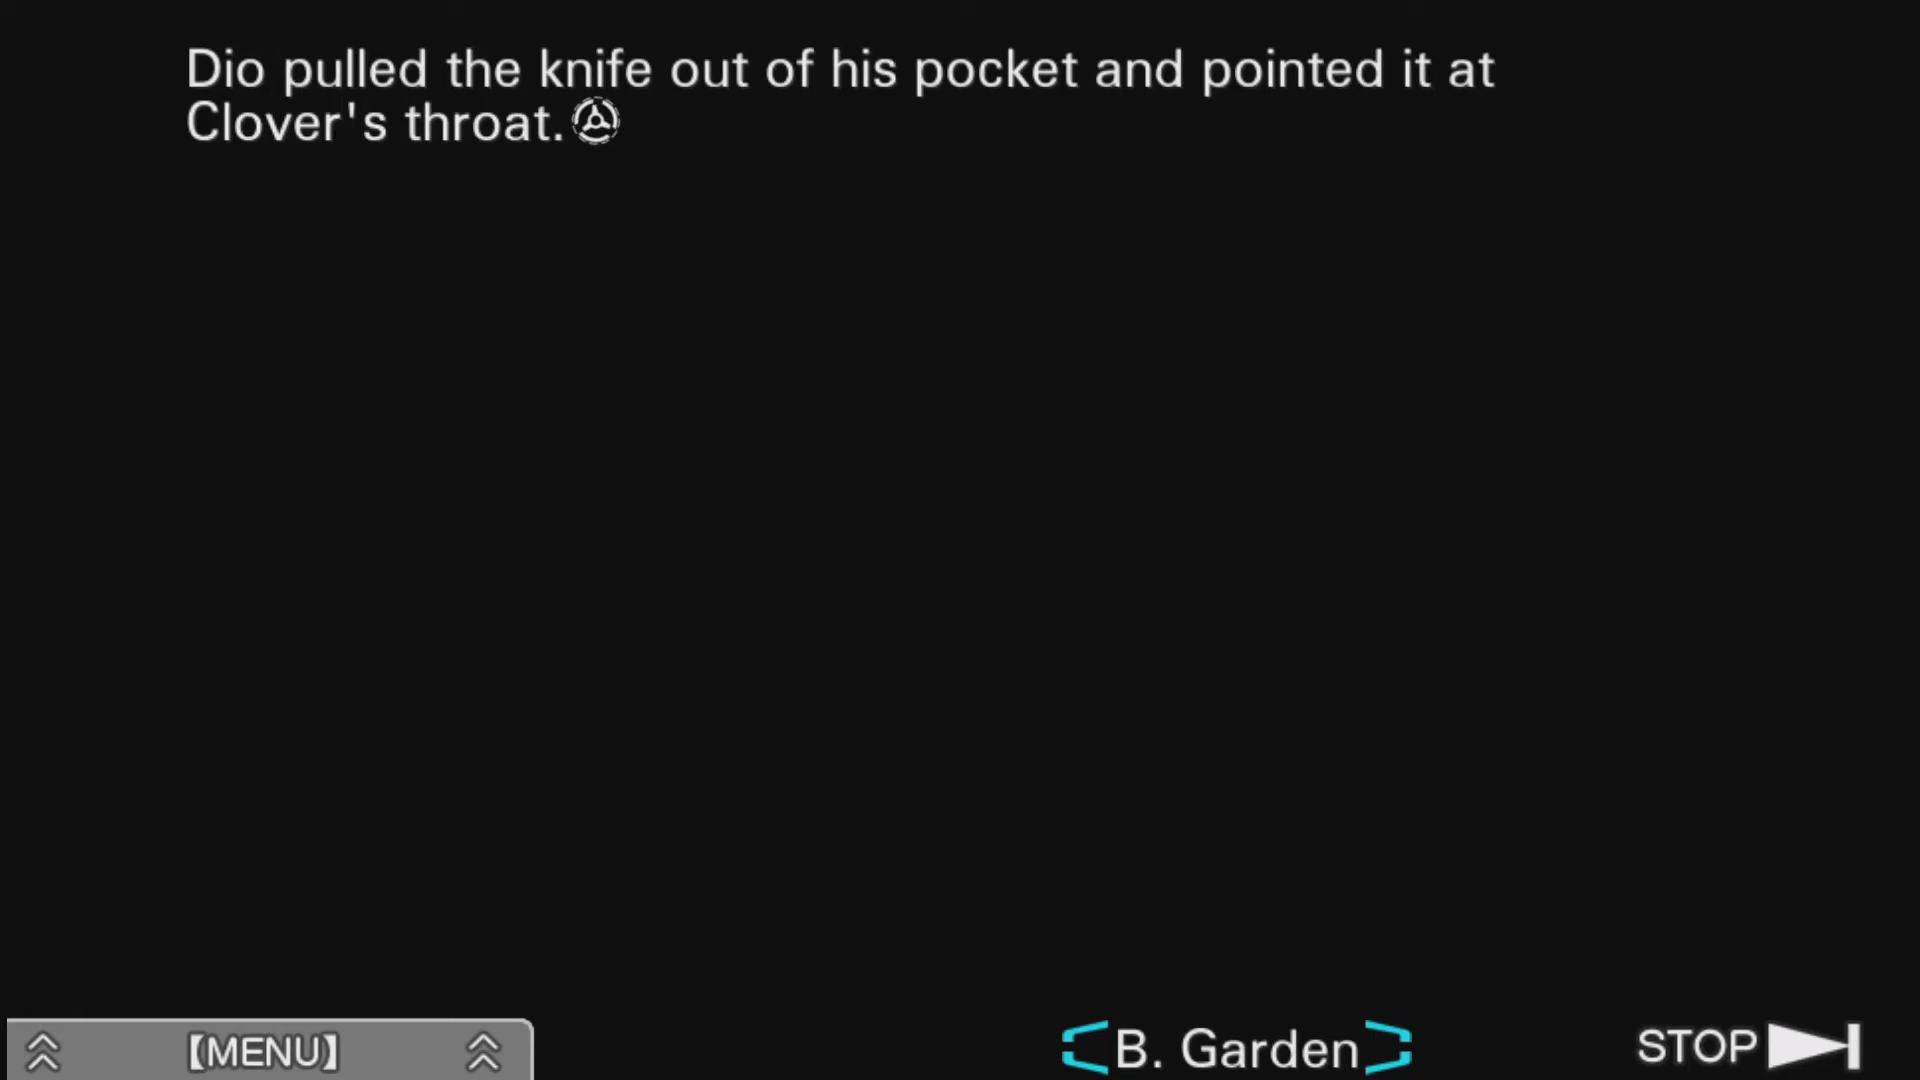 Dio pulled the knife out of his pocket and pointed it at
Clover's throat.
【MENU】
B. Garden
STOP